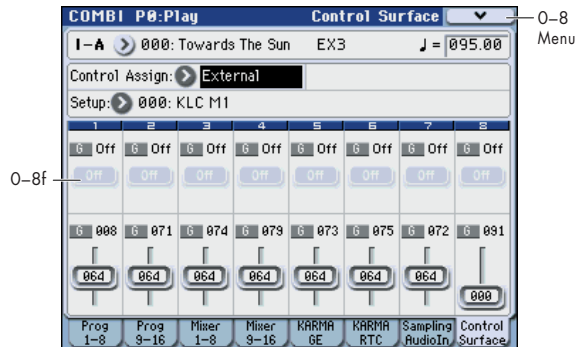 COMBI P0:Play Control Surface
0–8 Menu
I-A 000: Towards The Sun EX3 ♩= 095.00
Control Assign: External
Setup: 000: KLC M1
1 2 3 4 5 6 7 8
G Off G Off G Off G Off G Off G Off G Off G Off
0–8f
Off Off Off Off Off Off Off Off
G 008 G 071 G 074 G 079 G 073 G 075 G 072 G 091
064 064 064 064 064 064 064 000
Prog 1-8 Prog 9-16 Mixer 1-8 Mixer 9-16 KARMA GE KARMA RTC Sampling AudioIn Control Surface